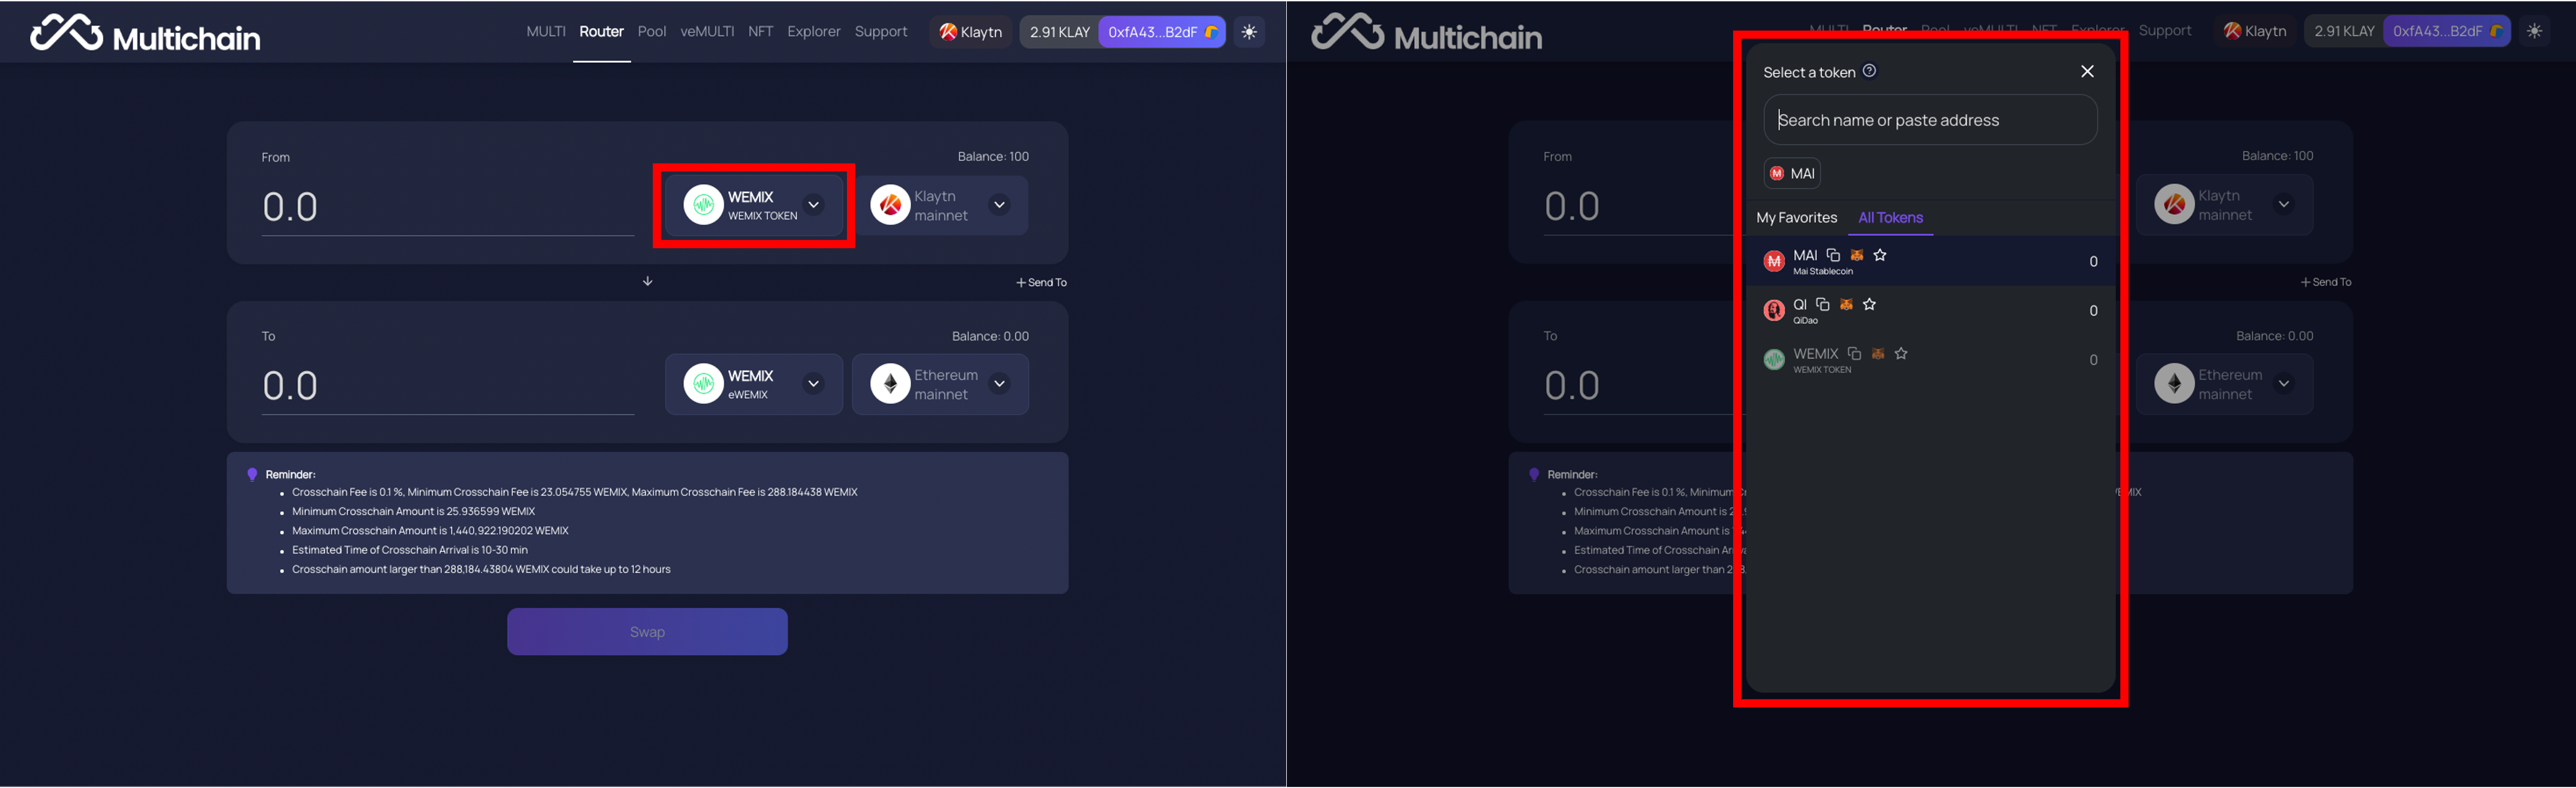 Multichain
MULTI Router Pool veMULTI NFT Explorer Support Klaytn 2.91 KLAY 0xfA43...B2dF
From
Balance: 100
0.0
WEMIX
WEMIX TOKEN
Klaytn
mainnet
+ Send To
To
Balance: 0.00
0.0
WEMIX
eWEMIX
Ethereum
mainnet
Reminder:
Crosschain Fee is 0.1 %, Minimum Crosschain Fee is 23.054755 WEMIX, Maximum Crosschain Fee is 288.184438 WEMIX
Minimum Crosschain Amount is 25.936599 WEMIX
Maximum Crosschain Amount is 1,440,922.190202 WEMIX
Estimated Time of Crosschain Arrival is 10-30 min
Crosschain amount larger than 288,184.43804 WEMIX could take up to 12 hours
Swap
Multichain
MULTI Router Pool veMULTI NFT Explorer Support Klaytn 2.91 KLAY 0xfA43...B2dF
Select a token
Search name or paste address
MAI
My Favorites All Tokens
MAI
Mai Stablecoin
0
QI
QiDao
0
WEMIX
WEMIX TOKEN
0
From
Balance: 100
0.0
Klaytn
mainnet
+ Send To
To
Balance: 0.00
0.0
Ethereum
mainnet
Reminder:
Crosschain Fee is 0.1 %, Minimum
Minimum Crosschain Amount is
Maximum Crosschain Amount is
Estimated Time of Crosschain
Crosschain amount larger than